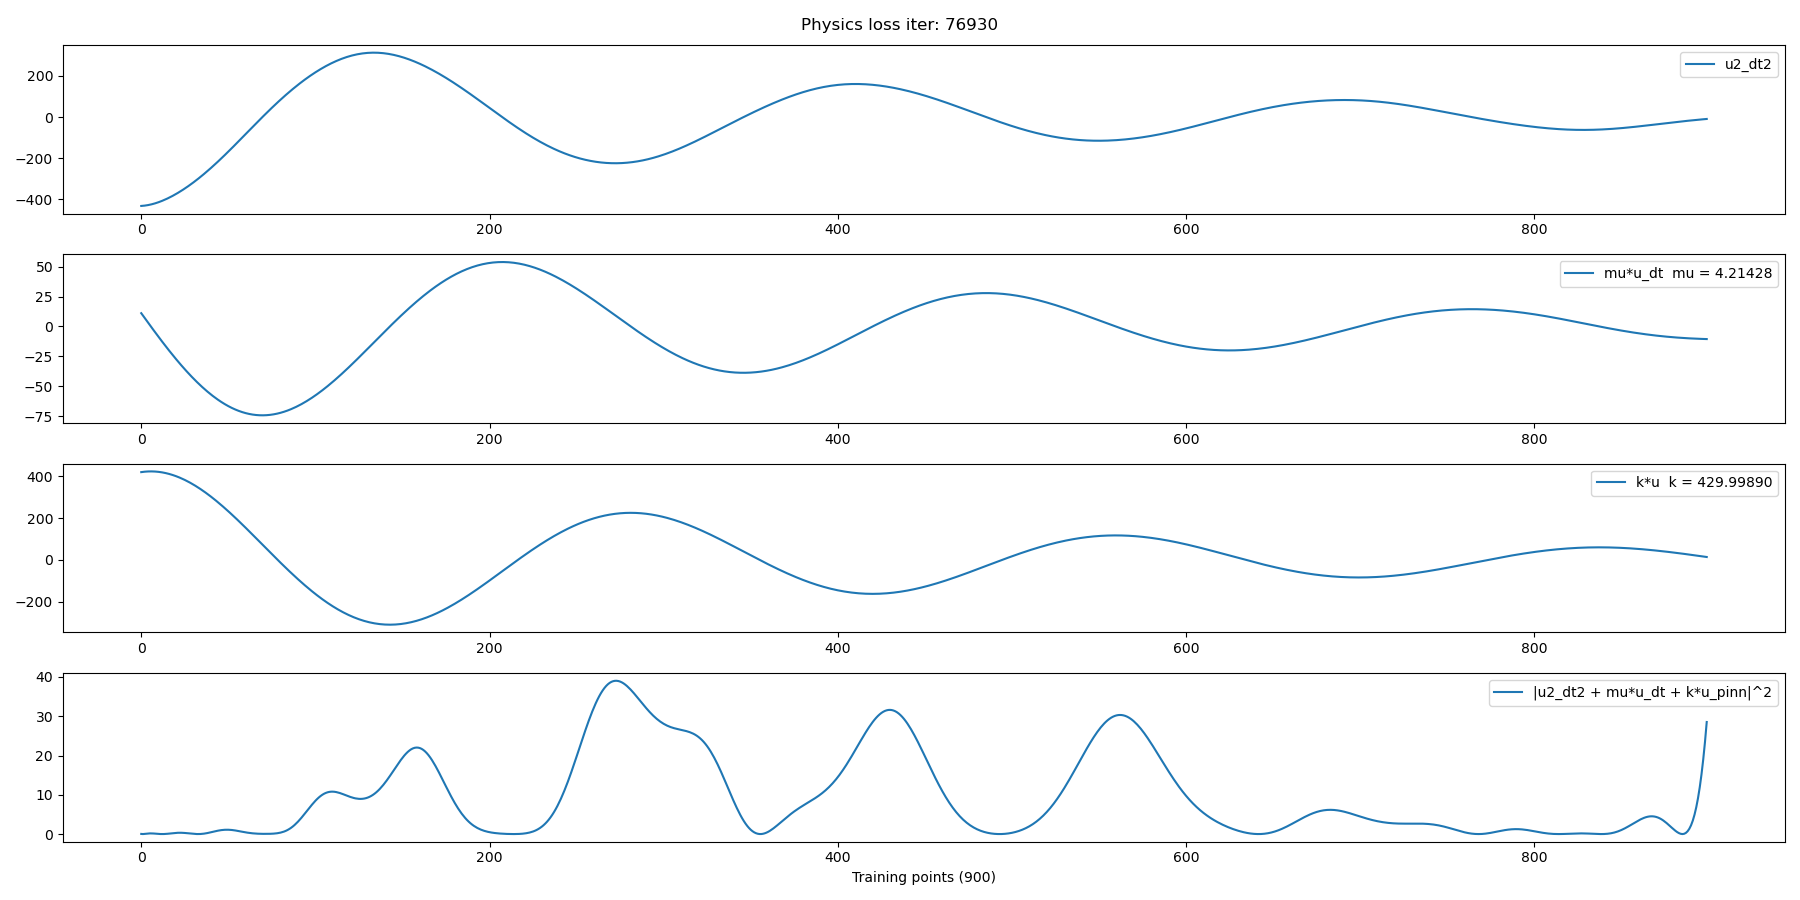 Physics loss iter: 76930
u2_dt2
200
0
−200
−400
0 200 400 600 800
mu*u_dt mu = 4.21428
50
25
0
−25
−50
−75
0 200 400 600 800
k*u k = 429.99890
400
200
0
−200
0 200 400 600 800
|u2_dt2 + mu*u_dt + k*u_pinn|^2
40
30
20
10
0
0 200 400 600 800
Training points (900)